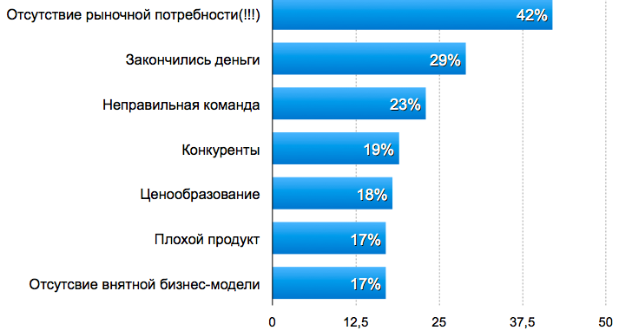 Отсутствие рыночной потребности(!!!) 42%
Закончились деньги 29%
Неправильная команда 23%
Конкуренты 19%
Ценообразование 18%
Плохой продукт 17%
Отсутсвие внятной бизнес-модели 17%
0 12,5 25 37,5 50